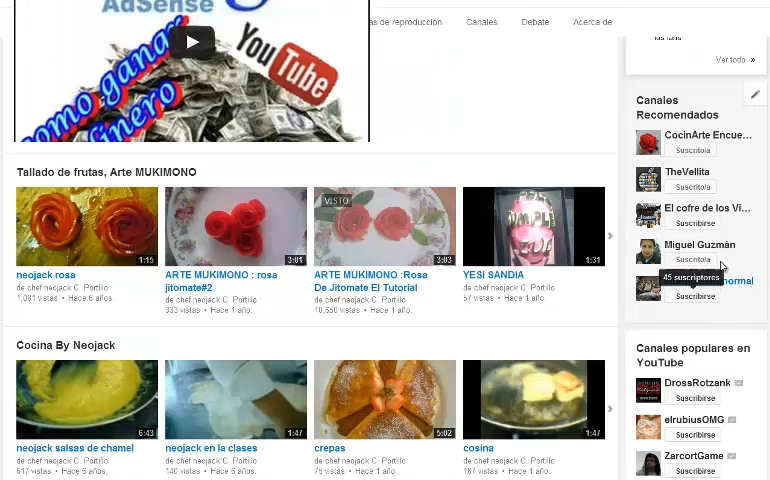 AdSense
YouTube
como ganar
dinero
as de reproducción
Canales
Debate
Acerca de
Ver todo »
Canales
Recomendados
CocinArte Encue...
Suscrito/a
TheVellita
Suscrito/a
El cofre de los Vi...
Suscribirse
Miguel Guzmán
Suscrito/a
45 suscriptores
normal
Suscribirse
Tallado de frutas, Arte MUKIMONO
1:15
3:01
VISTO
3:03
1:31
neojack rosa
de chef neojack C. Portillo
1,081 vistas • Hace 6 años.
ARTE MUKIMONO : rosa
jitomate#2
de chef neojack C. Portillo
333 vistas • Hace 1 año.
ARTE MUKIMONO :Rosa
De Jitomate El Tutorial
de chef neojack C. Portillo
10,650 vistas • Hace 1 año.
YESI SANDIA
de chef neojack C. Portillo
57 vistas • Hace 1 año.
Cocina By Neojack
6:43
1:47
5:02
1:47
neojack salsas de chamel
de chef neojack C. Portillo
617 vistas • Hace 6 años.
neojack en la clases
de chef neojack C. Portillo
140 vistas • Hace 6 años.
crepas
de chef neojack C. Portillo
75 vistas • Hace 1 año.
cosina
de chef neojack C. Portillo
187 vistas • Hace 1 año.
Canales populares en
YouTube
DrossRotzank
Suscribirse
elrubiusOMG
Suscribirse
ZarcortGame
Suscribirse